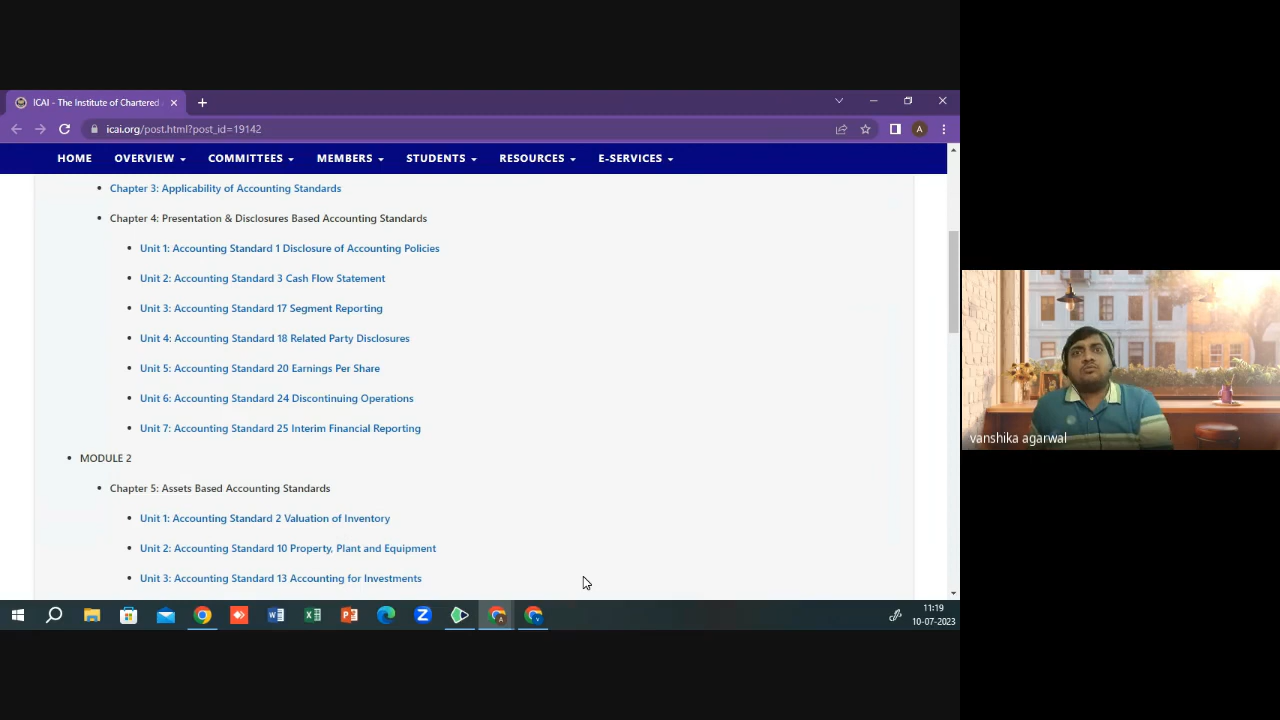 ICAI - The Institute of Chartered
icai.org/post.html?post_id=19142
A
HOME OVERVIEW COMMITTEES MEMBERS STUDENTS RESOURCES E-SERVICES
Chapter 3: Applicability of Accounting Standards
Chapter 4: Presentation & Disclosures Based Accounting Standards
Unit 1: Accounting Standard 1 Disclosure of Accounting Policies
Unit 2: Accounting Standard 3 Cash Flow Statement
Unit 3: Accounting Standard 17 Segment Reporting
Unit 4: Accounting Standard 18 Related Party Disclosures
Unit 5: Accounting Standard 20 Earnings Per Share
Unit 6: Accounting Standard 24 Discontinuing Operations
Unit 7: Accounting Standard 25 Interim Financial Reporting
MODULE 2
Chapter 5: Assets Based Accounting Standards
Unit 1: Accounting Standard 2 Valuation of Inventory
Unit 2: Accounting Standard 10 Property, Plant and Equipment
Unit 3: Accounting Standard 13 Accounting for Investments
vanshika agarwal
11:19
10-07-2023